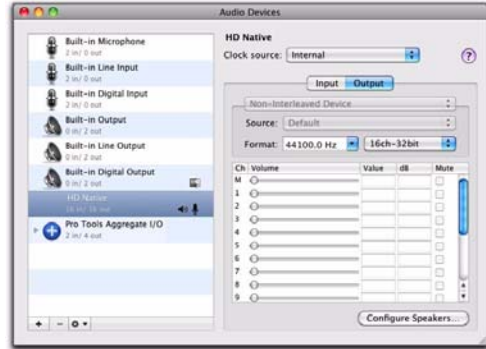 Audio Devices
Built-in Microphone
2 in/ 0 out
Built-in Line Input
2 in/ 0 out
Built-in Digital Input
2 in/ 0 out
Built-in Output
0 in/ 2 out
Built-in Line Output
0 in/ 2 out
Built-in Digital Output
0 in/ 2 out
HD Native
16 in/ 16 out
Pro Tools Aggregate I/O
2 in/ 4 out
HD Native
Clock source: Internal
?
Input Output
Non-Interleaved Device
Source: Default
Format: 44100.0 Hz 16ch-32bit
Ch Volume Value dB Mute
M
1
2
3
4
5
6
7
8
9
Configure Speakers...